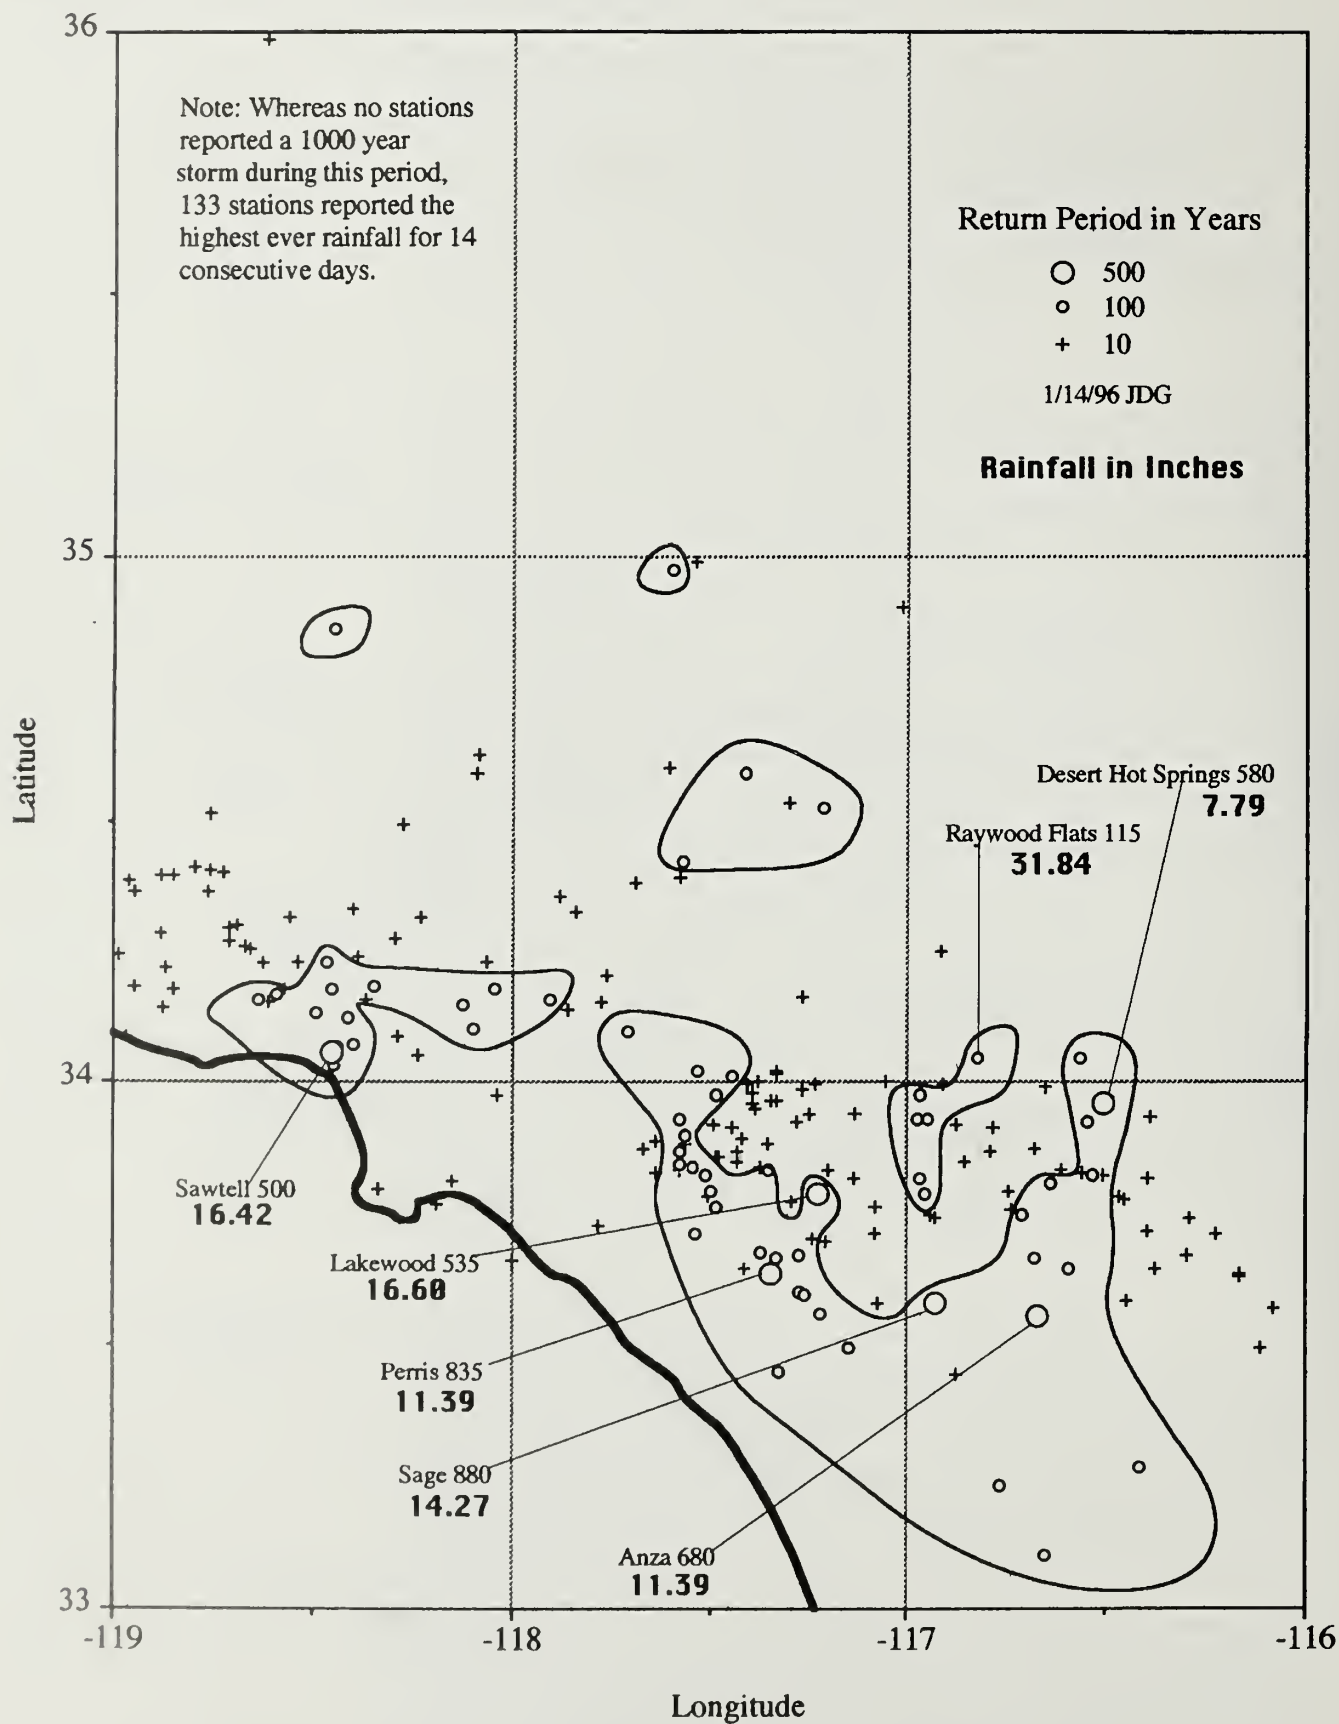 36
Note: Whereas no stations
reported a 1000 year
storm during this period,
133 stations reported the
highest ever rainfall for 14
consecutive days.
Return Period in Years
500
100
10
1/14/96 JDG
Rainfall in Inches
35
Latitude
Desert Hot Springs 580
7.79
Raywood Flats 115
31.84
34
Sawtell 500
16.42
Lakewood 535
16.60
Perris 835
11.39
Sage 880
14.27
Anza 680
11.39
33
-119
-118
-117
-116
Longitude